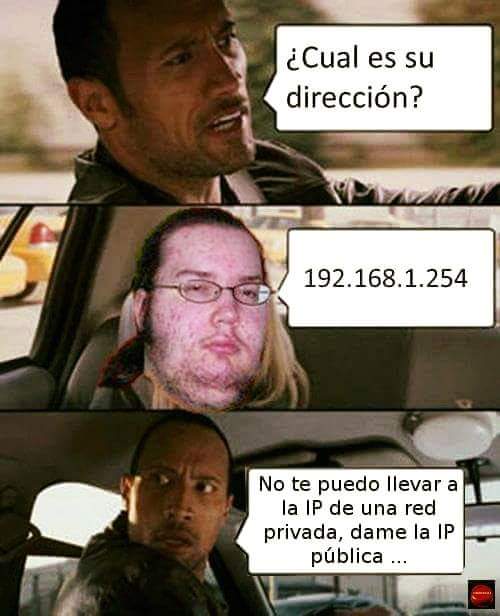 ¿Cual es su
dirección?
192.168.1.254
No te puedo llevar a
la IP de una red
privada, dame la IP
pública ...